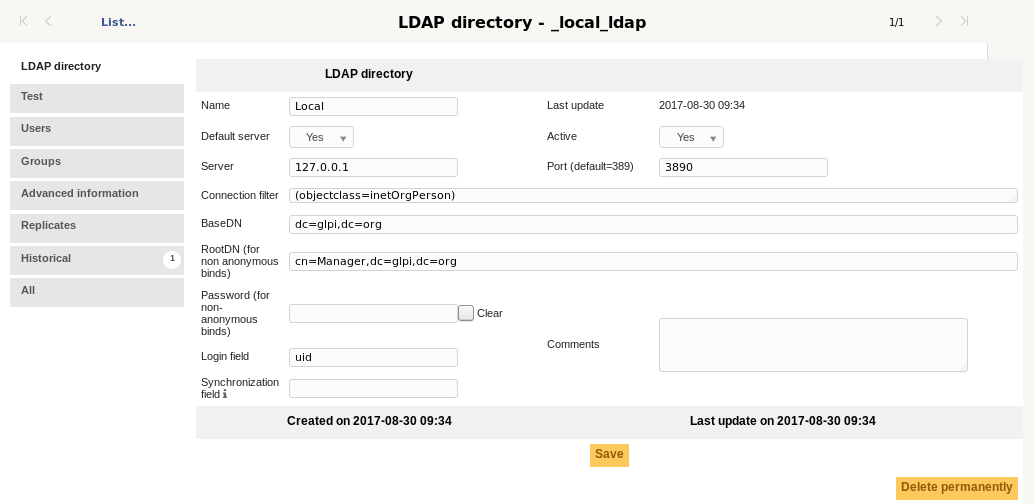 List...
LDAP directory - _local_ldap
1/1
LDAP directory
Test
Users
Groups
Advanced information
Replicates
Historical
1
All
LDAP directory
Name
Local
Last update
2017-08-30 09:34
Default server
Yes
Active
Yes
Server
127.0.0.1
Port (default=389)
3890
Connection filter
(objectclass=inetOrgPerson)
BaseDN
dc=glpi,dc=org
RootDN (for
non anonymous
binds)
cn=Manager,dc=glpi,dc=org
Password (for
non-
anonymous
binds)
Clear
Comments
Login field
uid
Synchronization
field
Created on 2017-08-30 09:34
Last update on 2017-08-30 09:34
Save
Delete permanently